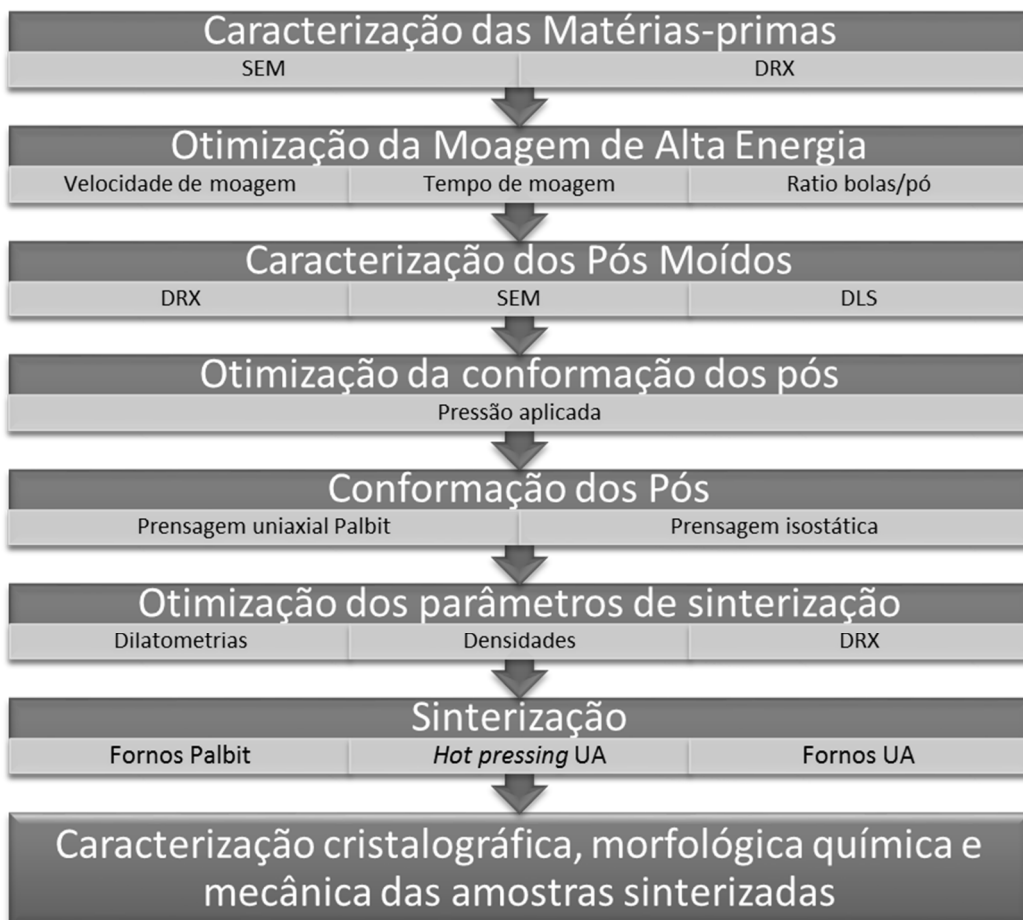 Caracterização das Matérias-primas
SEM DRX
Otimização da Moagem de Alta Energia
Velocidade de moagem Tempo de moagem Ratio bolas/pó
Caracterização dos Pós Moídos
DRX SEM DLS
Otimização da conformação dos pós
Pressão aplicada
Conformação dos Pós
Prensagem uniaxial Palbit Prensagem isostática
Otimização dos parâmetros de sinterização
Dilatometrias Densidades DRX
Sinterização
Fornos Palbit Hot pressing UA Fornos UA
Caracterização cristalográfica, morfológica química e
mecânica das amostras sinterizadas